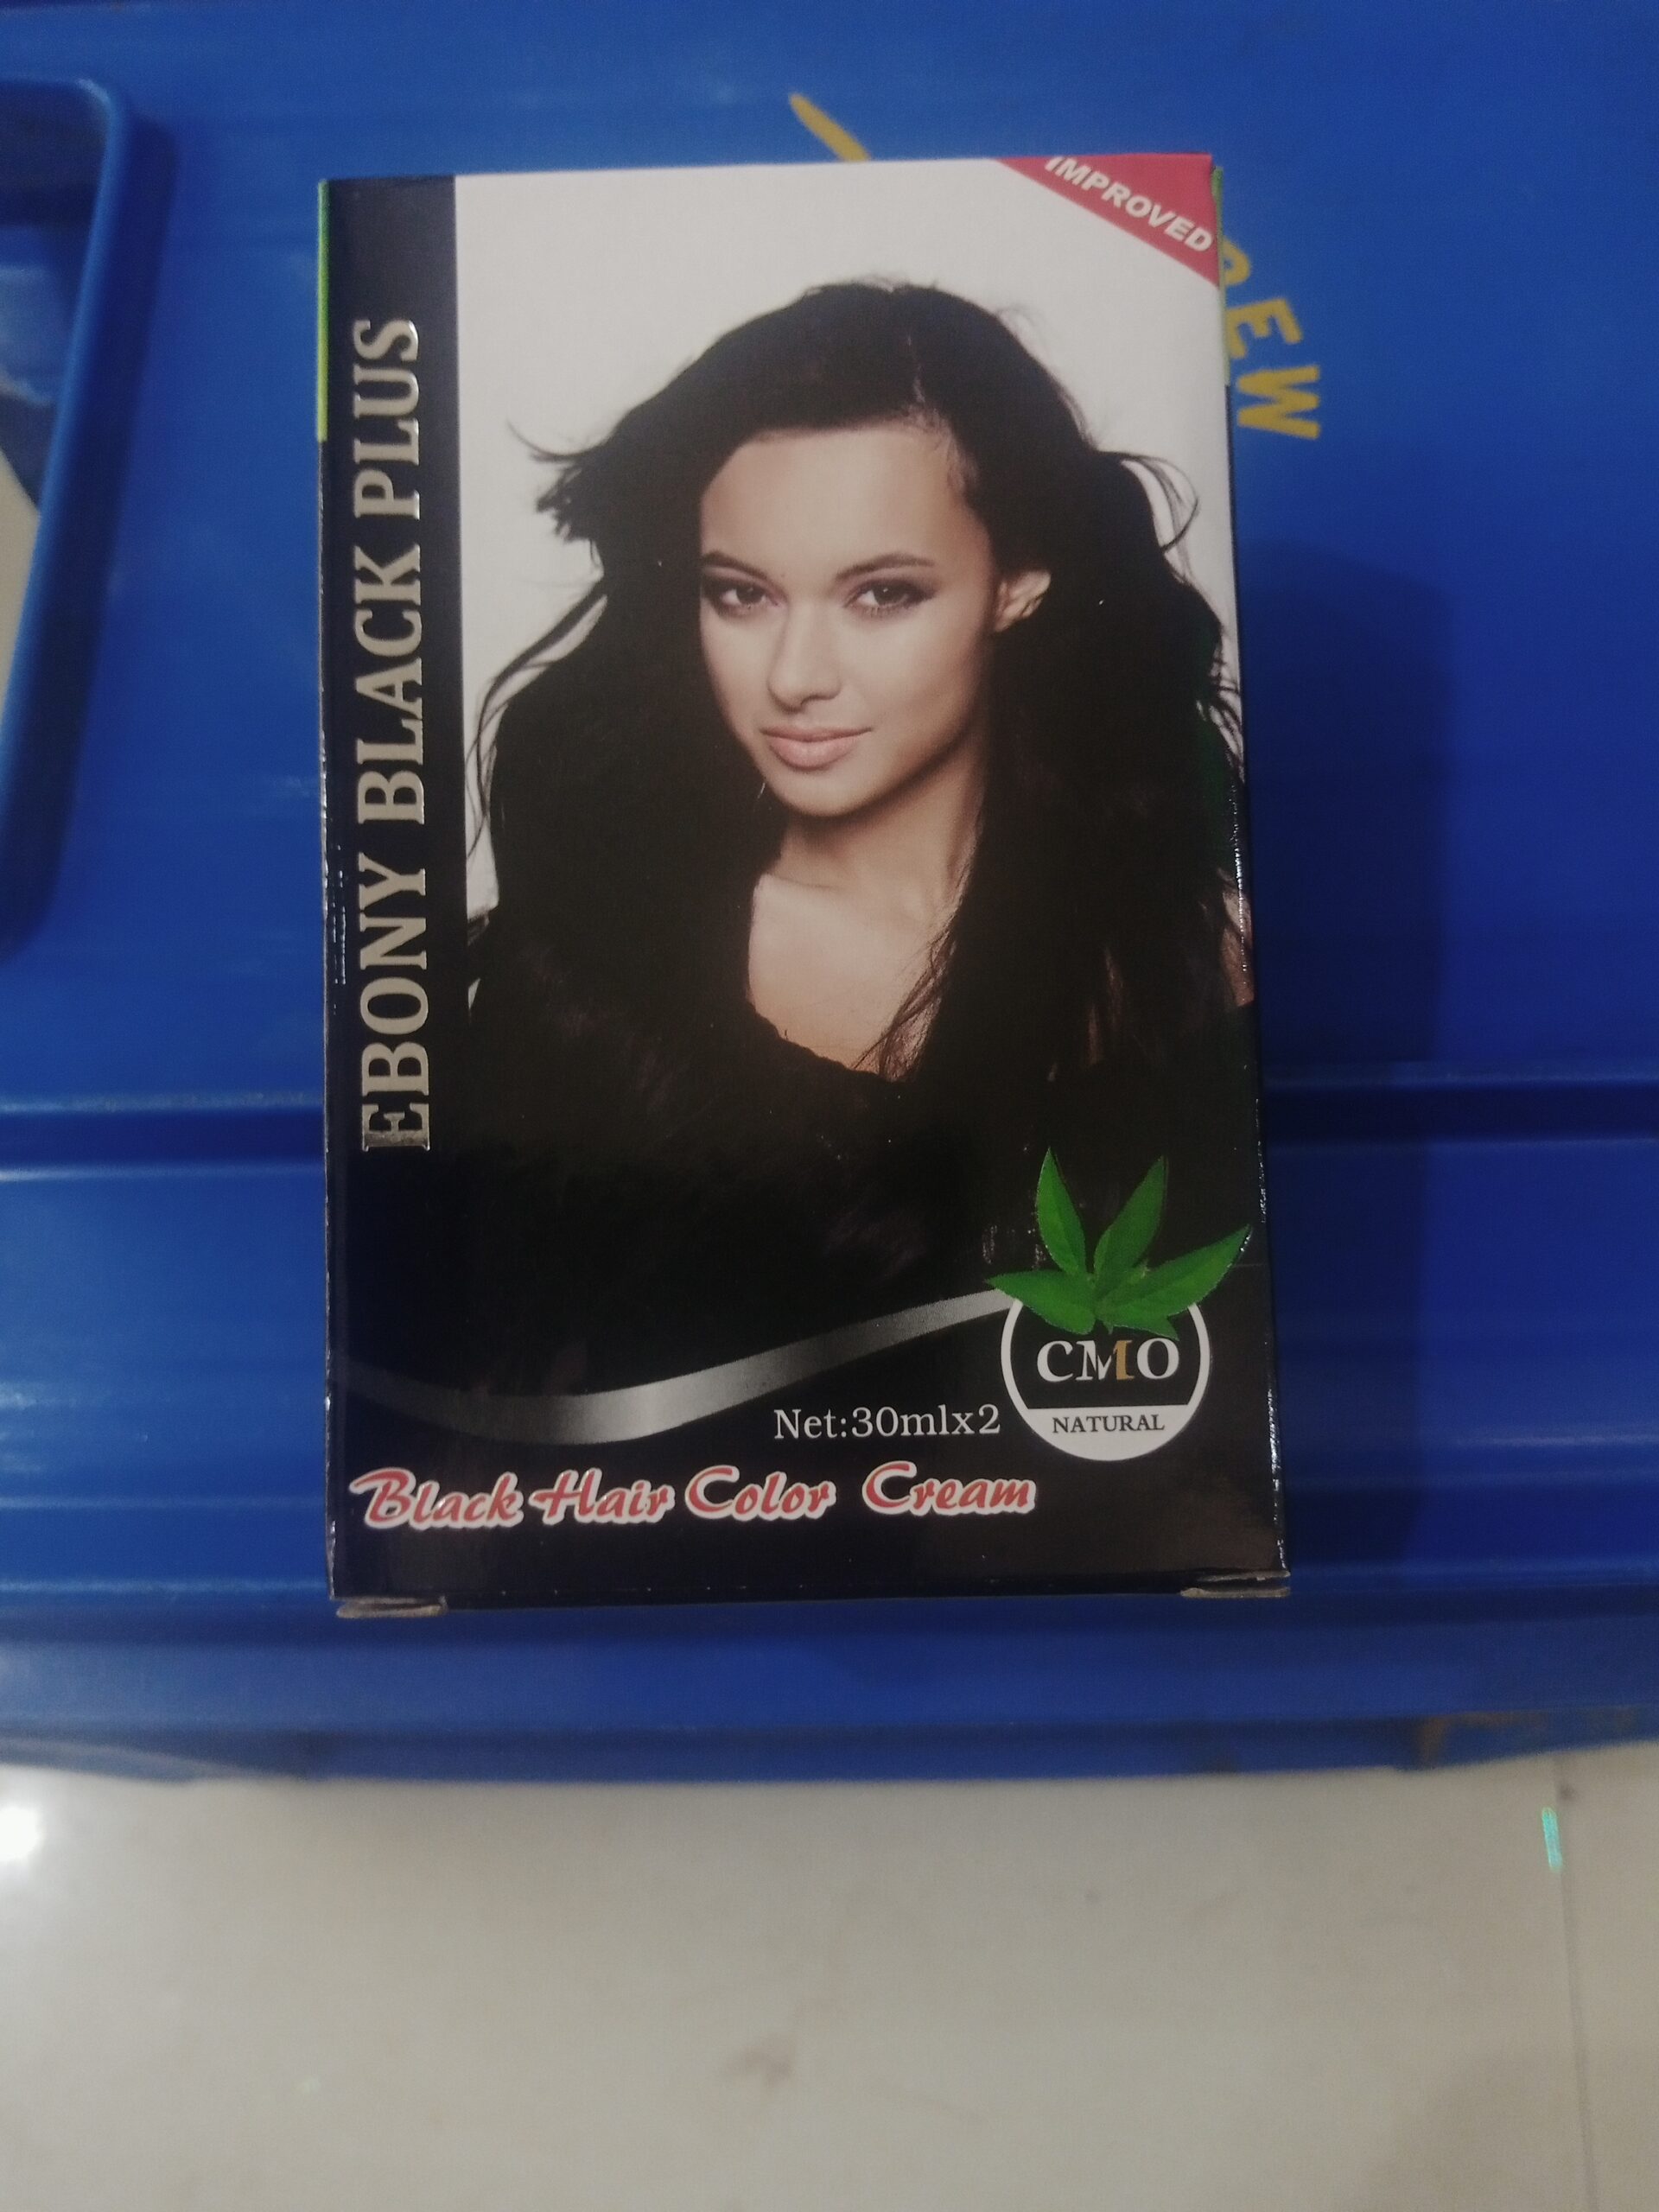 IMPROVED
EBONY BLACK PLUS
CMO
NATURAL
Net:30mlx2
Black Hair Color Cream